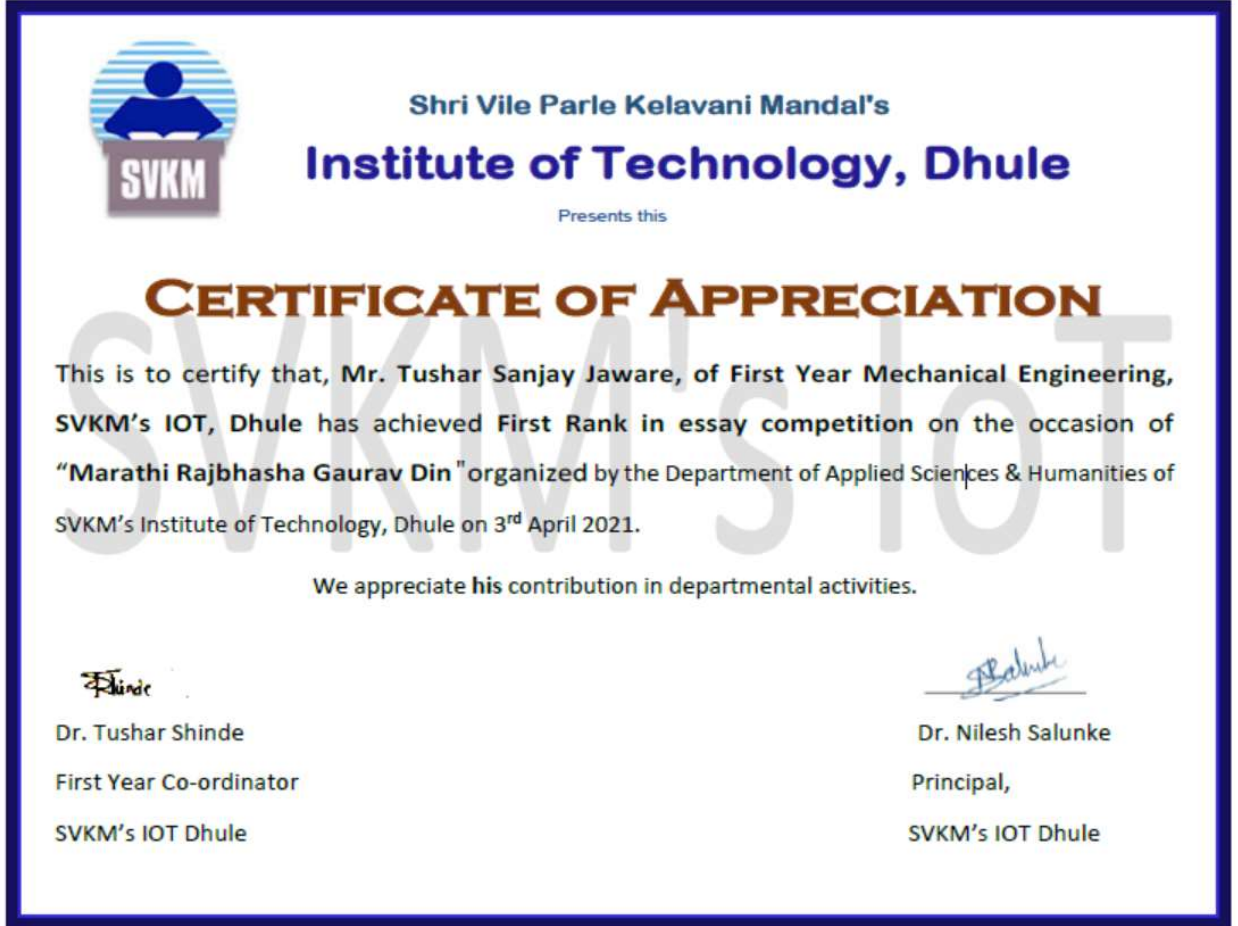 SVKM
Shri Vile Parle Kelavani Mandal's
Institute of Technology, Dhule
Presents this
CERTIFICATE OF APPRECIATION
SVKM's IOT
This is to certify that, Mr. Tushar Sanjay Jaware, of First Year Mechanical Engineering,
SVKM's IOT, Dhule has achieved First Rank in essay competition on the occasion of
"Marathi Rajbhasha Gaurav Din" organized by the Department of Applied Sciences & Humanities of
SVKM's Institute of Technology, Dhule on 3rd April 2021.
We appreciate his contribution in departmental activities.
Shinde
Salunke
Dr. Tushar Shinde
Dr. Nilesh Salunke
First Year Co-ordinator
Principal,
SVKM's IOT Dhule
SVKM's IOT Dhule